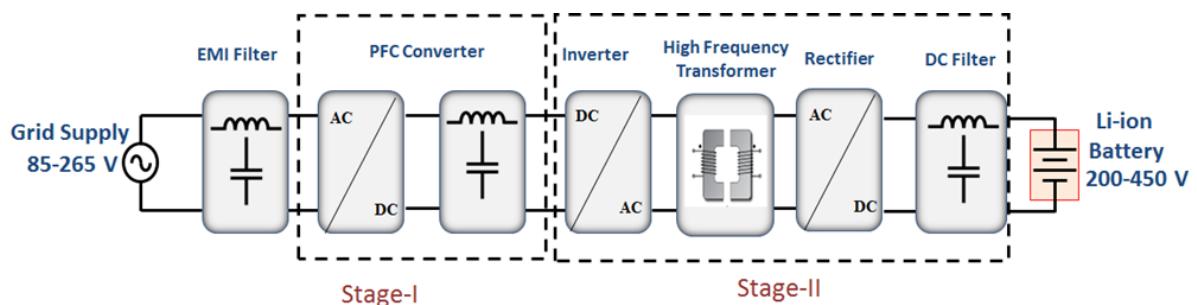 EMI Filter
PFC Converter
Inverter
High Frequency
Transformer
Rectifier
DC Filter
Grid Supply
85-265 V
AC
DC
DC
AC
AC
DC
Li-ion
Battery
200-450 V
Stage-I
Stage-II